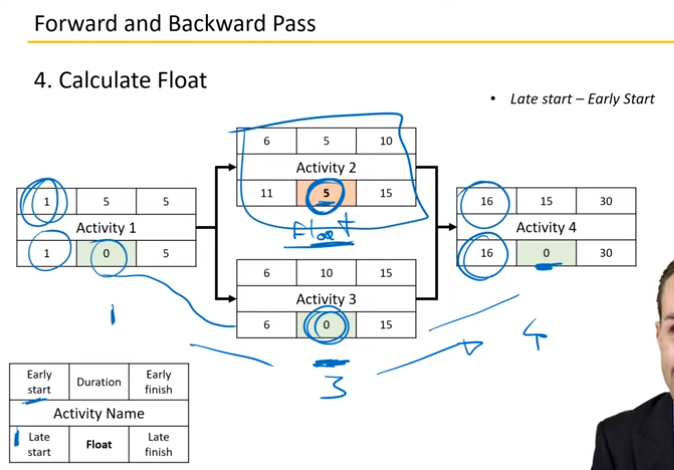 Forward and Backward Pass
4. Calculate Float
• Late start – Early Start
6 5 10
Activity 2
11 5 15
Float
1 5 5
Activity 1
1 0 5
16 15 30
Activity 4
16 0 30
6 10 15
Activity 3
6 0 15
1
3
4
Early start Duration Early finish
Activity Name
Late start Float Late finish